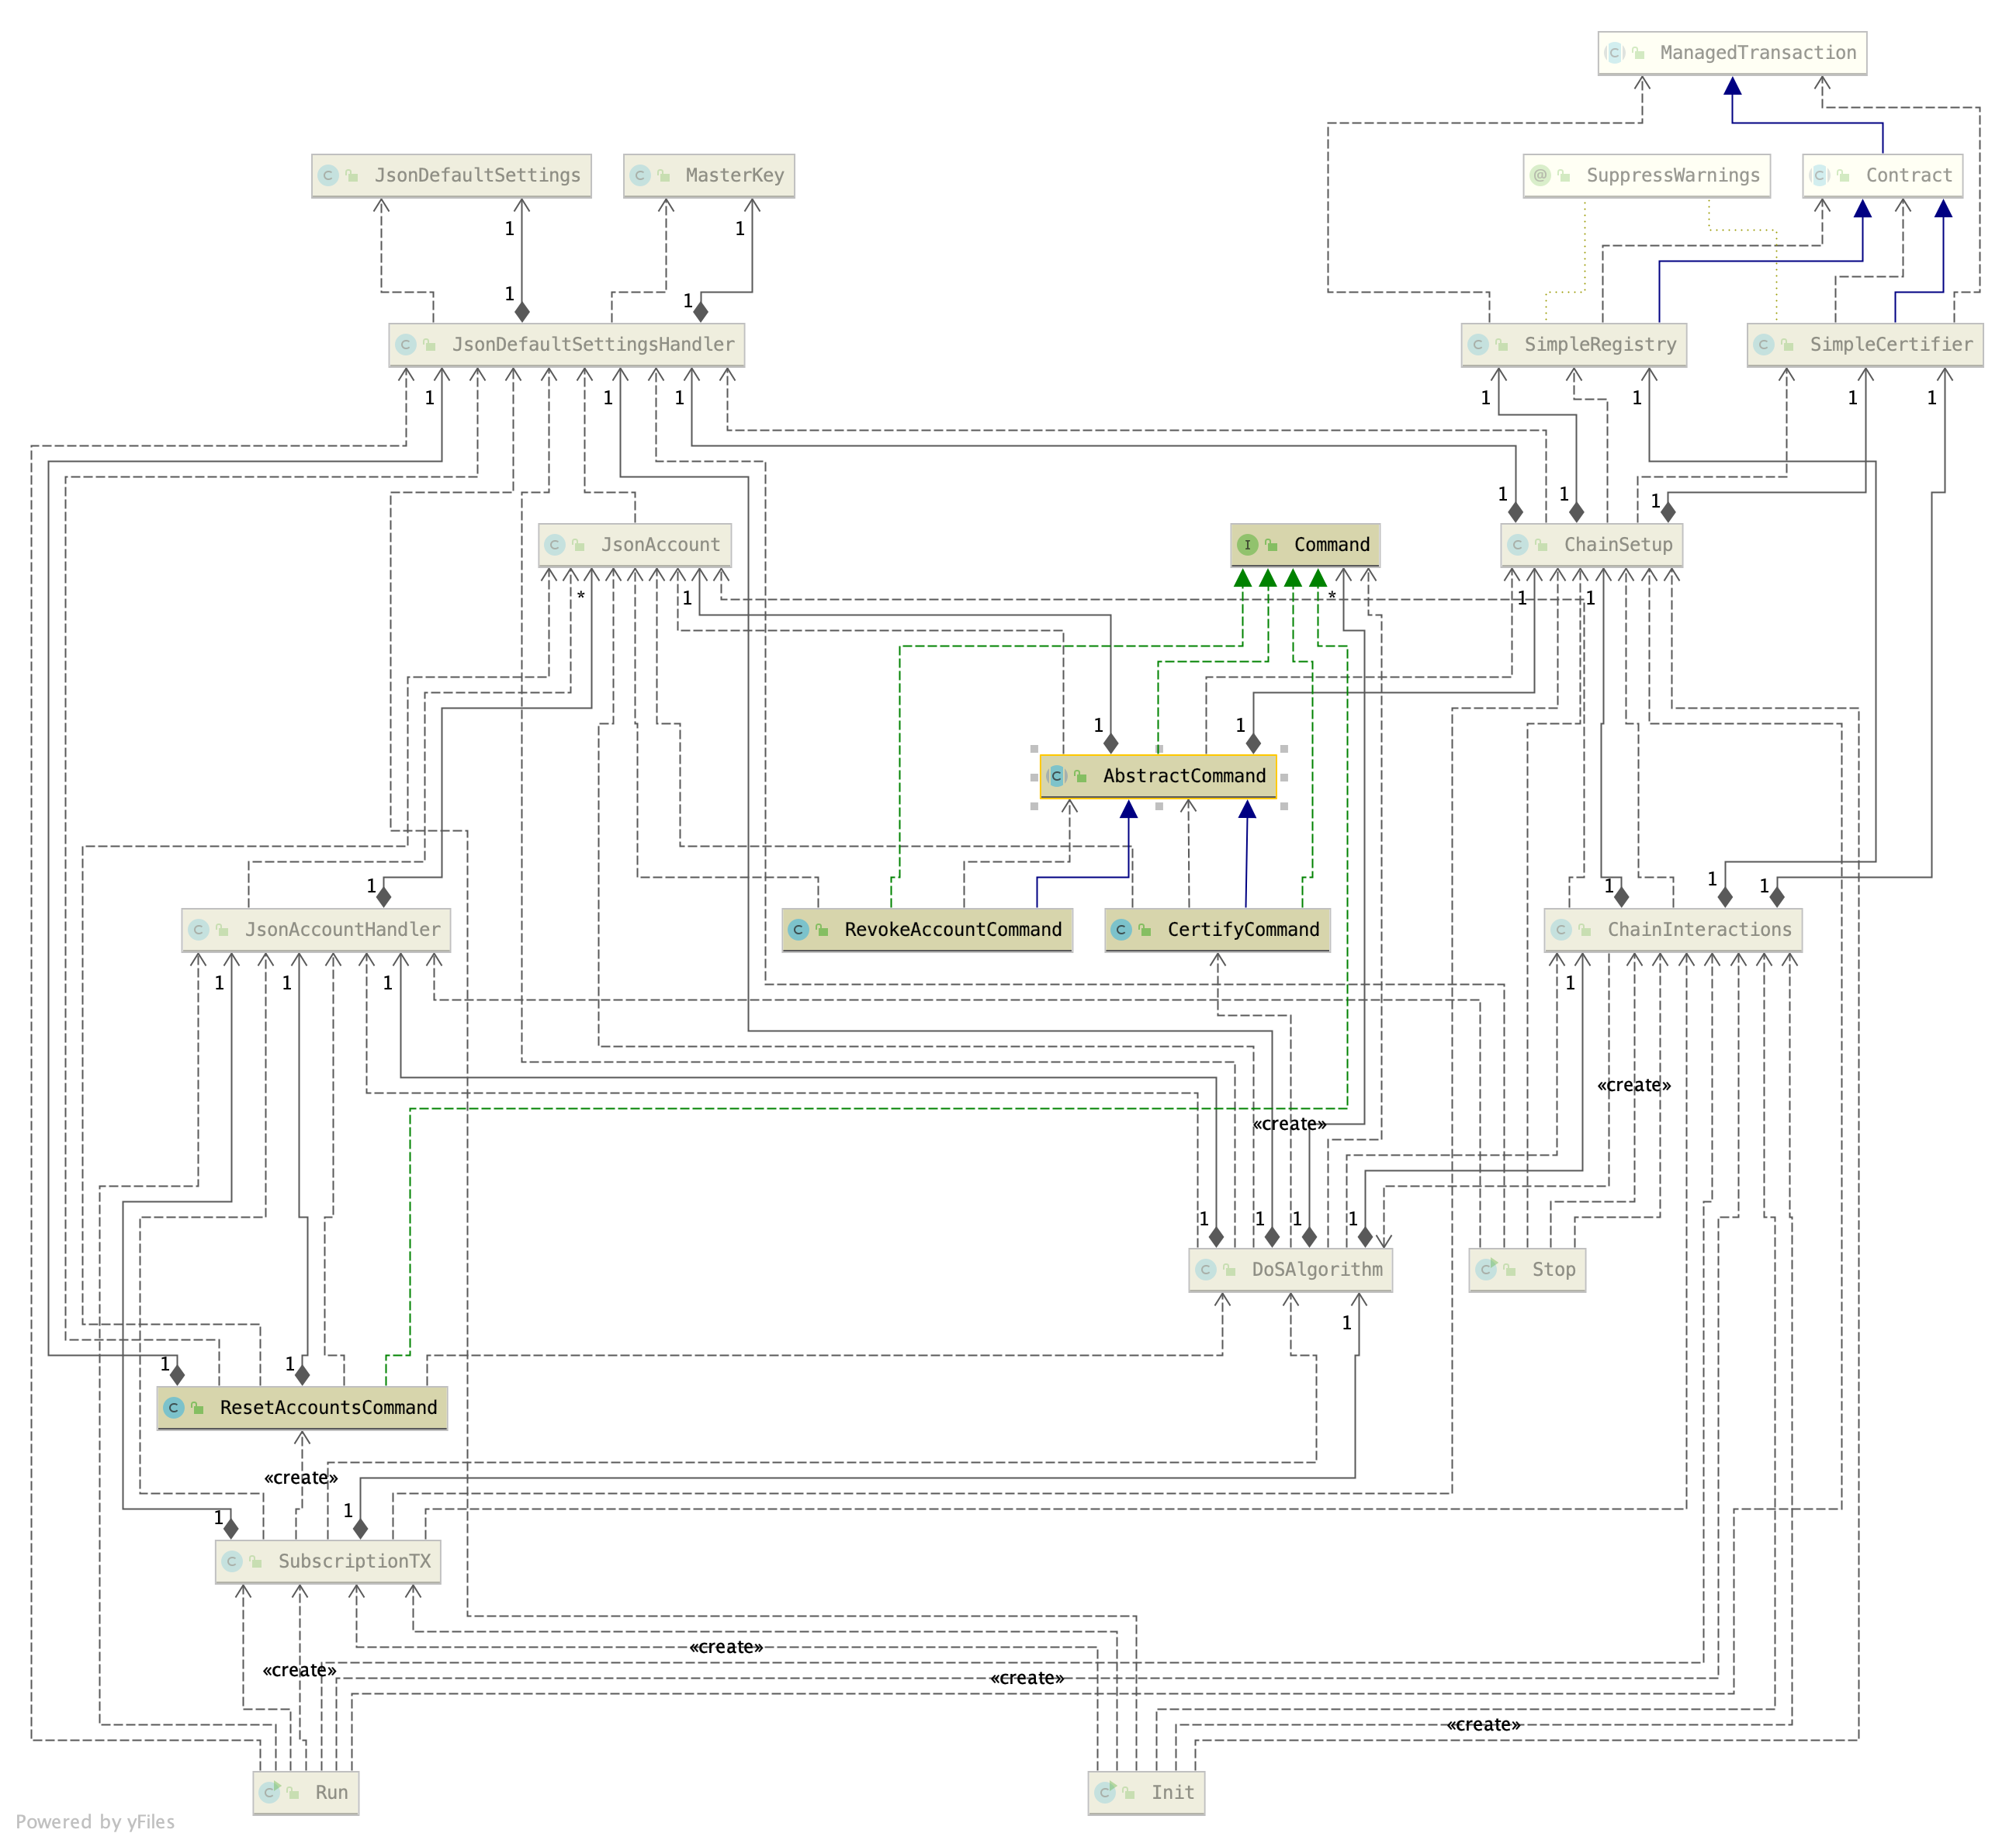 C ManagedTransaction
C JsonDefaultSettings
C MasterKey
@ SuppressWarnings
C Contract
1
1
1
1
C JsonDefaultSettingsHandler
C SimpleRegistry
C SimpleCertifier
1
1
1
1
1
1
1
1
1
1
C JsonAccount
I Command
C ChainSetup
*
1
*
1
1
1
1
C AbstractCommand
1
1
1
1
C JsonAccountHandler
C RevokeAccountCommand
C CertifyCommand
C ChainInteractions
1
1
1
1
«create»
«create»
1
1
1
1
C DoSAlgorithm
C Stop
1
1
1
C ResetAccountsCommand
«create»
1
1
C SubscriptionTX
«create»
«create»
«create»
«create»
C Run
C Init
Powered by yFiles